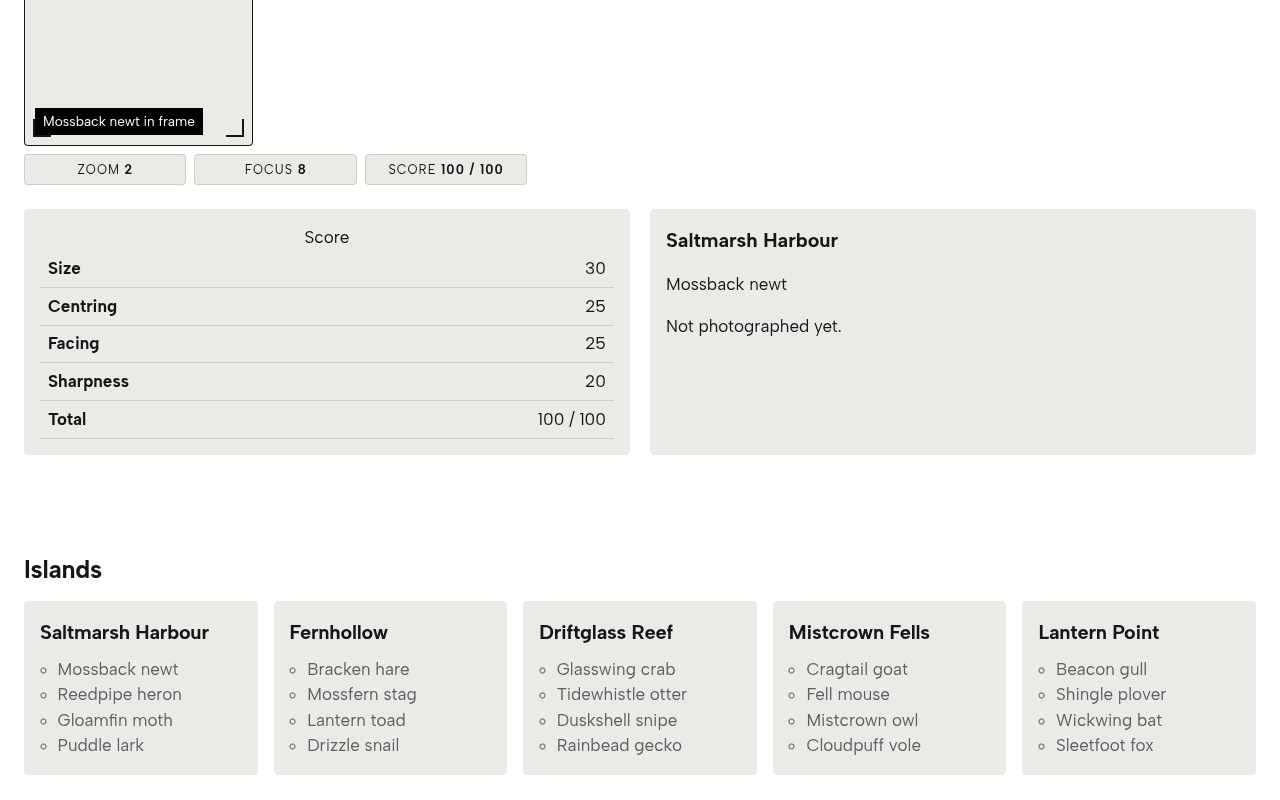 Mossback newt in frame
ZOOM 2
FOCUS 8
SCORE 100 / 100
Score
Size 30
Centring 25
Facing 25
Sharpness 20
Total 100 / 100
Saltmarsh Harbour
Mossback newt
Not photographed yet.
Islands
Saltmarsh Harbour
Mossback newt
Reedpipe heron
Gloamfin moth
Puddle lark
Fernhollow
Bracken hare
Mossfern stag
Lantern toad
Drizzle snail
Driftglass Reef
Glasswing crab
Tidewhistle otter
Duskshell snipe
Rainbead gecko
Mistcrown Fells
Cragtail goat
Fell mouse
Mistcrown owl
Cloudpuff vole
Lantern Point
Beacon gull
Shingle plover
Wickwing bat
Sleetfoot fox